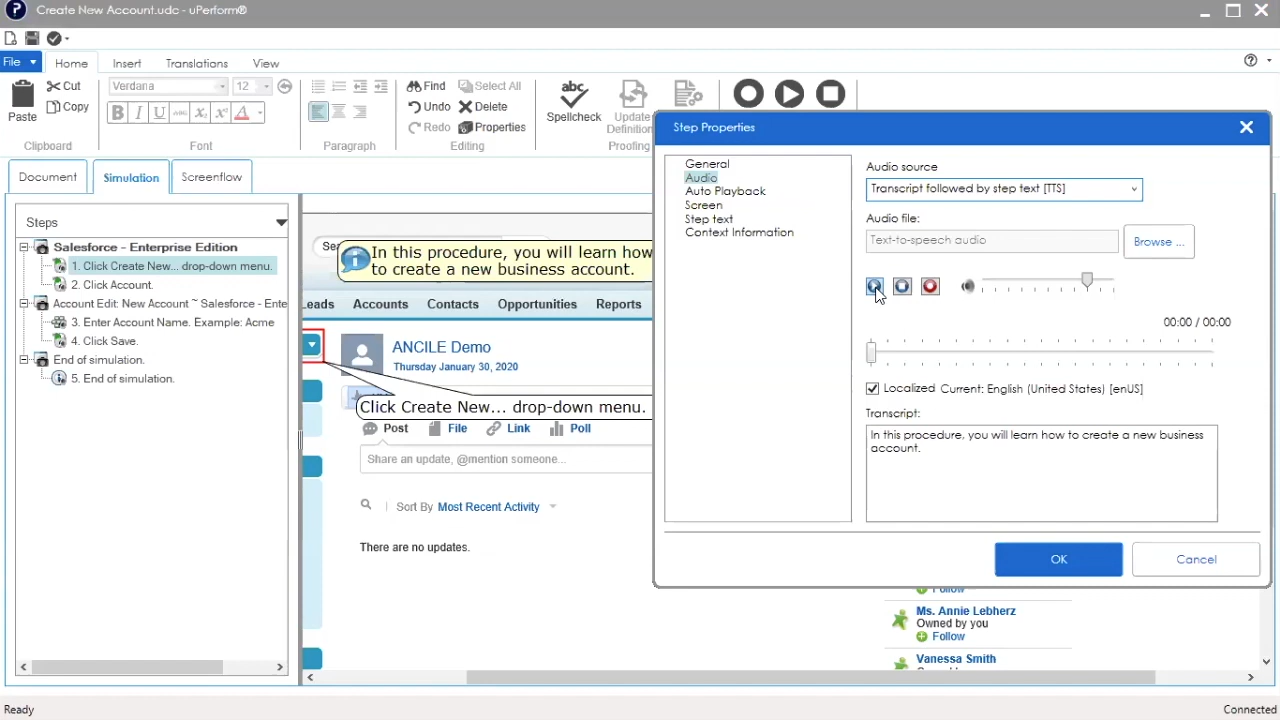 Create New Account.udc - uPerform®
File
Home
Insert
Translations
View
Paste
Cut
Copy
Clipboard
Verdana
12
B I U
Font
Paragraph
Find
Select All
Undo
Delete
Redo
Properties
Editing
abc
Spellcheck
Update
Definition
Proofing
Document
Simulation
Screenflow
Steps
Salesforce - Enterprise Edition
1. Click Create New... drop-down menu.
2. Click Account.
Account Edit: New Account ~ Salesforce - Ente
3. Enter Account Name. Example: Acme
4. Click Save.
End of simulation.
5. End of simulation.
Sea
In this procedure, you will learn how
to create a new business account.
Leads
Accounts
Contacts
Opportunities
Reports
ANCILE Demo
Thursday January 30, 2020
Click Create New... drop-down menu.
Post
File
Link
Poll
Share an update, @mention someone...
Sort By Most Recent Activity
There are no updates.
Step Properties
General
Audio
Auto Playback
Screen
Step text
Context Information
Audio source
Transcript followed by step text [TTS]
Audio file:
Text-to-speech audio
Browse ...
00:00 / 00:00
Localized Current: English (United States) [enUS]
Transcript:
In this procedure, you will learn how to create a new business
account.
OK
Cancel
Follow
Ms. Annie Lebherz
Owned by you
Follow
Vanessa Smith
Ready
Connected